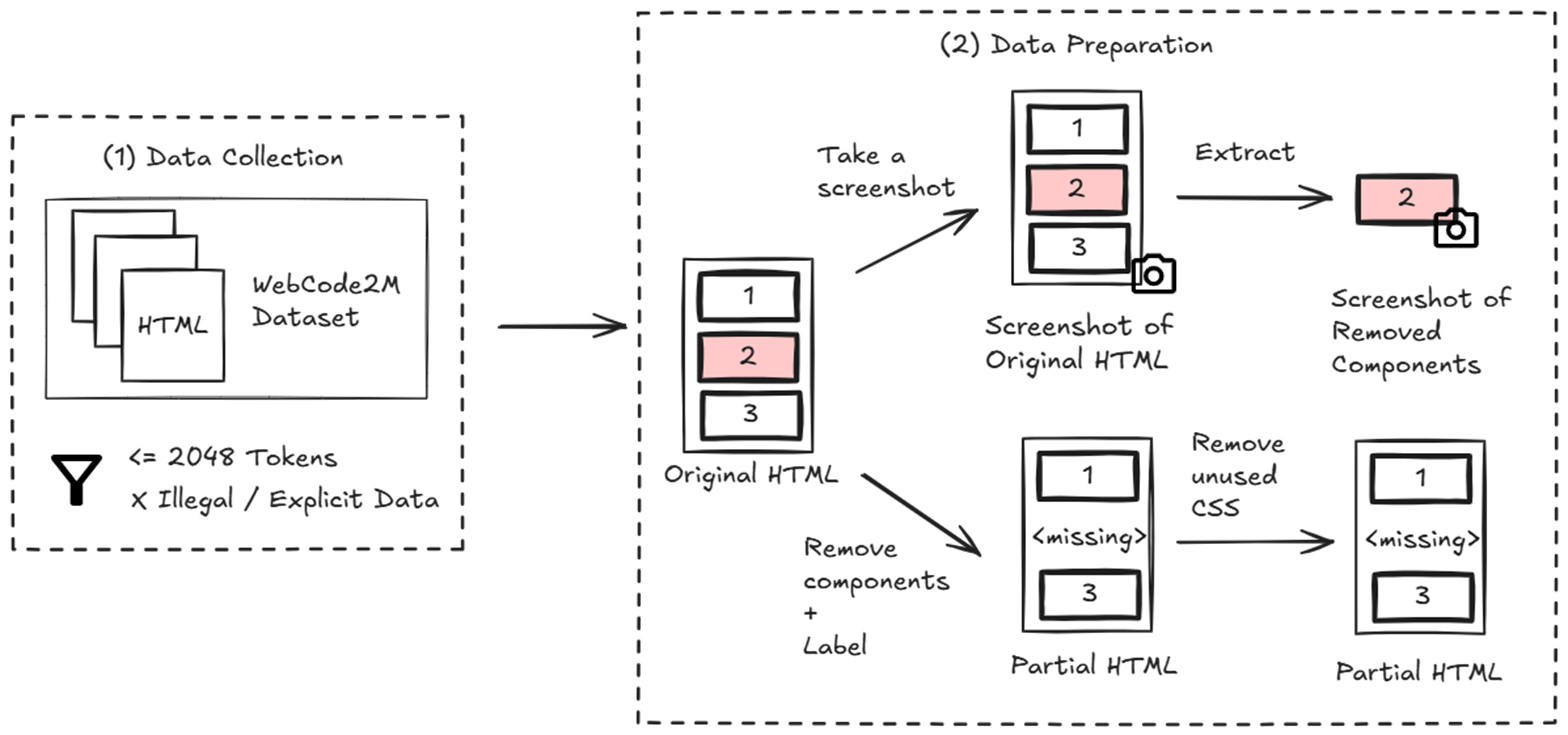 (1) Data Collection
HTML
WebCode2M
Dataset
<= 2048 Tokens
X Illegal / Explicit Data
(2) Data Preparation
1
2
3
Original HTML
Take a
screenshot
1
2
3
Screenshot of
Original HTML
Extract
2
Screenshot of
Removed
Components
Remove
components
+
Label
1
<missing>
3
Partial HTML
Remove
unused
CSS
1
<missing>
3
Partial HTML